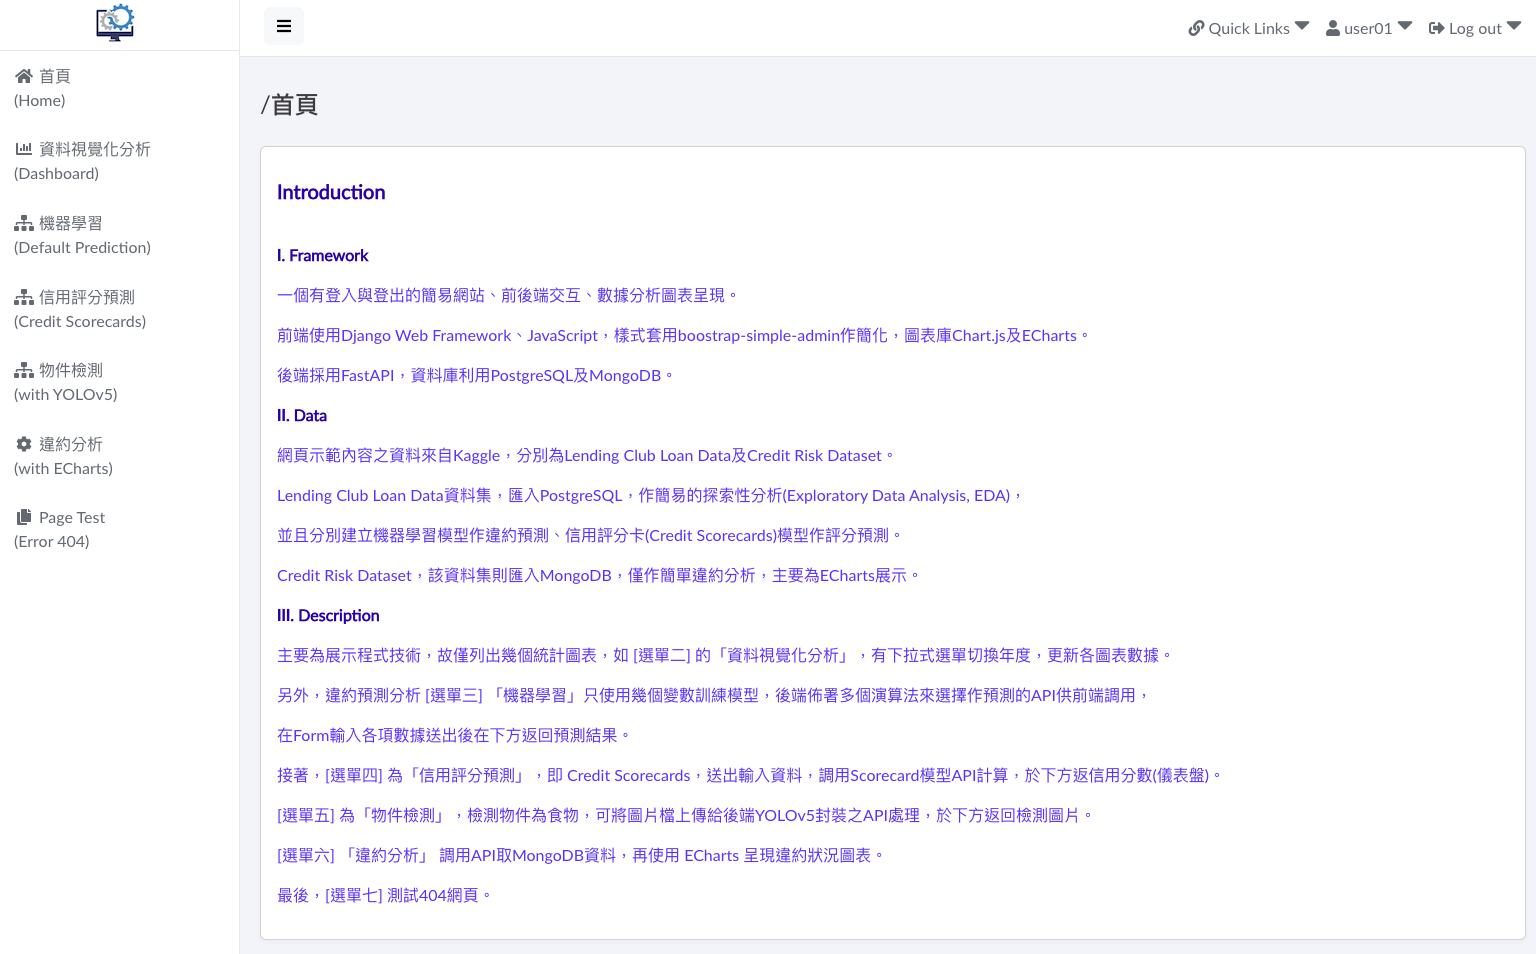 首頁
(Home)
資料視覺化分析
(Dashboard)
機器學習
(Default Prediction)
信用評分預測
(Credit Scorecards)
物件檢測
(with YOLOv5)
違約分析
(with ECharts)
Page Test
(Error 404)
Quick Links user01 Log out
/首頁
Introduction
I. Framework
一個有登入與登出的簡易網站、前後端交互、數據分析圖表呈現。
前端使用Django Web Framework、JavaScript，樣式套用boostrap-simple-admin作簡化，圖表庫Chart.js及ECharts。
後端採用FastAPI，資料庫利用PostgreSQL及MongoDB。
II. Data
網頁示範內容之資料來自Kaggle，分別為Lending Club Loan Data及Credit Risk Dataset。
Lending Club Loan Data資料集，匯入PostgreSQL，作簡易的探索性分析(Exploratory Data Analysis, EDA)，
並且分別建立機器學習模型作違約預測、信用評分卡(Credit Scorecards)模型作評分預測。
Credit Risk Dataset，該資料集則匯入MongoDB，僅作簡單違約分析，主要為ECharts展示。
III. Description
主要為展示程式技術，故僅列出幾個統計圖表，如 [選單二] 的「資料視覺化分析」，有下拉式選單切換年度，更新各圖表數據。
另外，違約預測分析 [選單三] 「機器學習」只使用幾個變數訓練模型，後端佈署多個演算法來選擇作預測的API供前端調用，
在Form輸入各項數據送出後在下方返回預測結果。
接著，[選單四] 為「信用評分預測」，即 Credit Scorecards，送出輸入資料，調用Scorecard模型API計算，於下方返信用分數(儀表盤)。
[選單五] 為「物件檢測」，檢測物件為食物，可將圖片檔上傳給後端YOLOv5封裝之API處理，於下方返回檢測圖片。
[選單六] 「違約分析」 調用API取MongoDB資料，再使用 ECharts 呈現違約狀況圖表。
最後，[選單七] 測試404網頁。